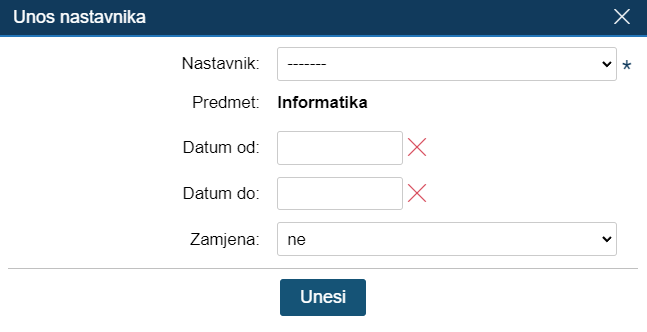 Unos nastavnika
Nastavnik: ------- *
Predmet: Informatika
Datum od:
Datum do:
Zamjena: ne
Unesi